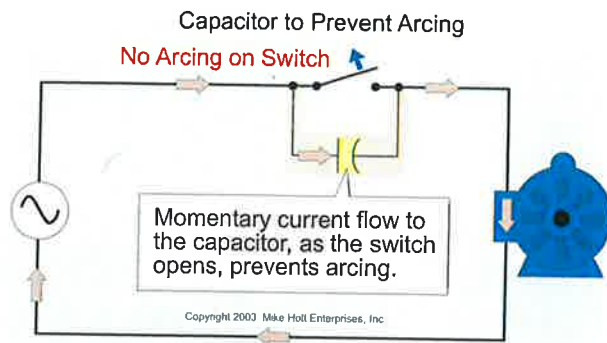 Capacitor to Prevent Arcing
No Arcing on Switch
Momentary current flow to
the capacitor, as the switch
opens, prevents arcing.
Copyright 2003 Mike Holt Enterprises, Inc